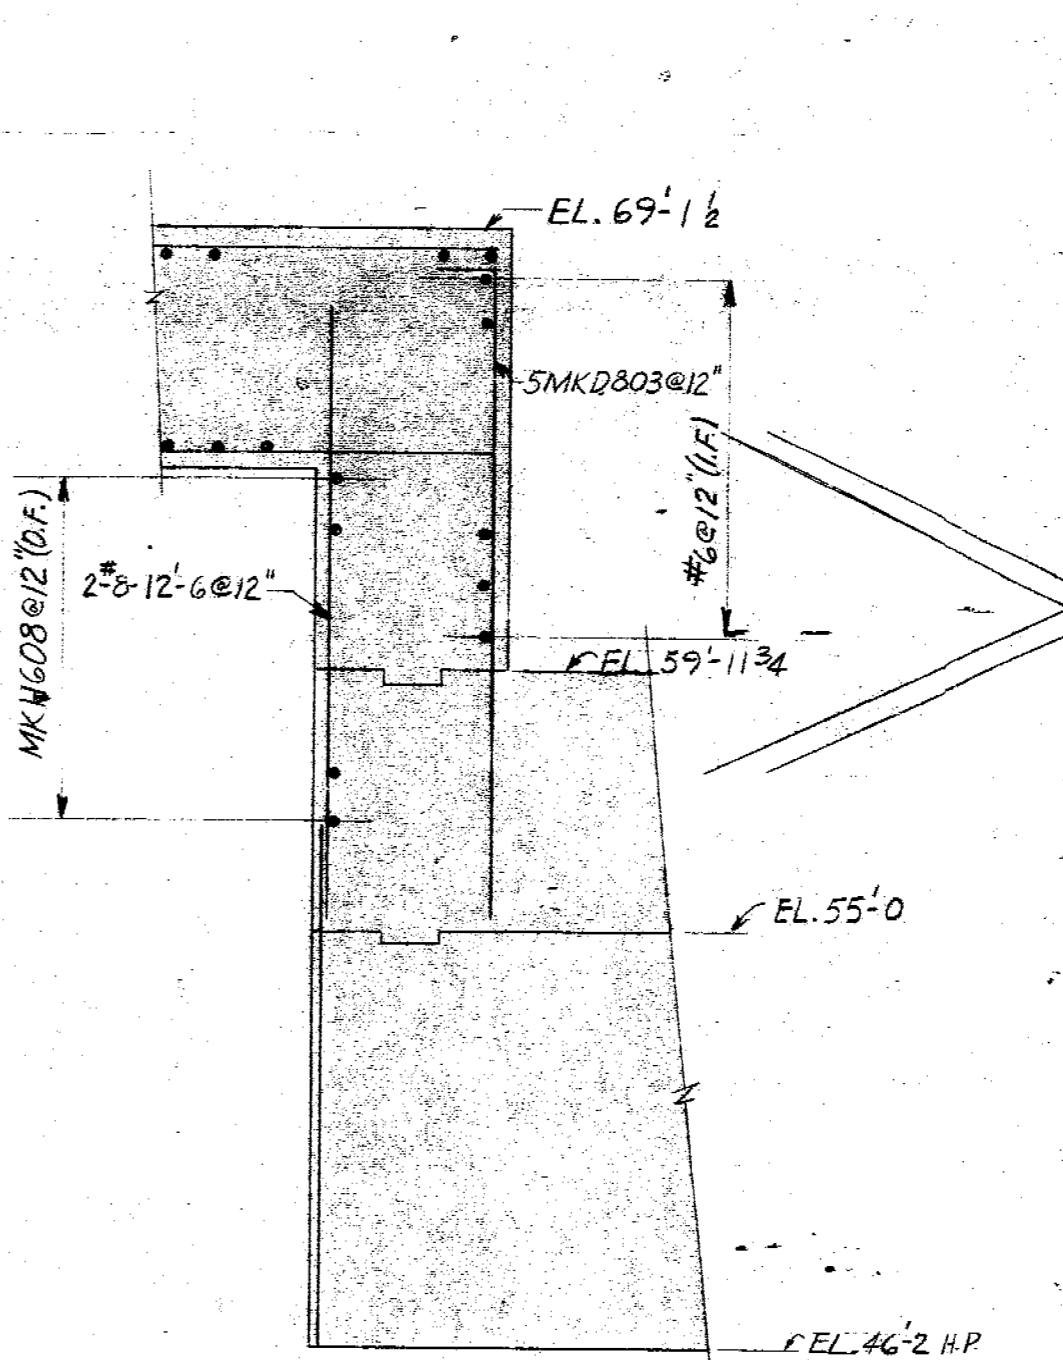 EL. 69'-1 1/2
5MKD803@12"
#6@12"(I.F.)
MKH608@12"(O.F.)
2-#8-12'-6@12"
EL. 59'-11 3/4
EL. 55'-0
EL. 46'-2 H.P.